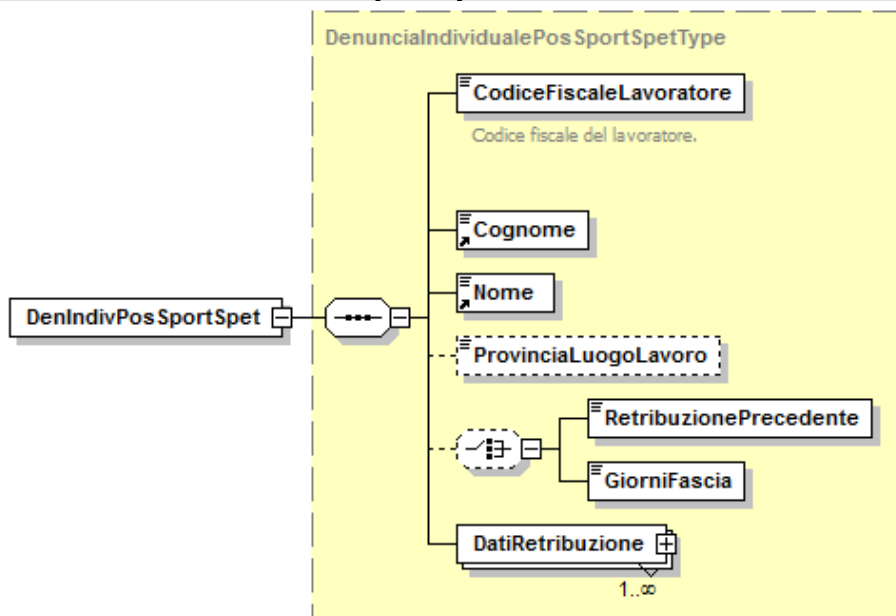 DenunciaIndividualePosSportSpetType
CodiceFiscaleLavoratore
Codice fiscale del lavoratore.
Cognome
Nome
DenIndivPosSportSpet
ProvinciaLuogoLavoro
RetribuzionePrecedente
GiorniFascia
DatiRetribuzione
1..∞